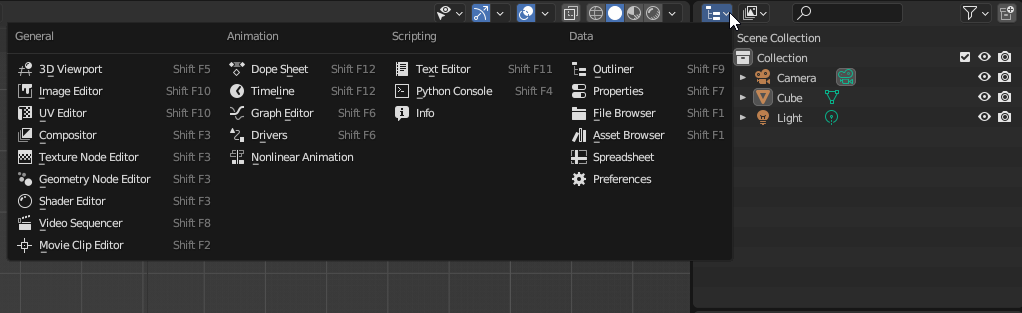 General
3D Viewport Shift F5
Image Editor Shift F10
UV Editor Shift F10
Compositor Shift F3
Texture Node Editor Shift F3
Geometry Node Editor Shift F3
Shader Editor Shift F3
Video Sequencer Shift F8
Movie Clip Editor Shift F2
Animation
Dope Sheet Shift F12
Timeline Shift F12
Graph Editor Shift F6
Drivers Shift F6
Nonlinear Animation
Scripting
Text Editor Shift F11
Python Console Shift F4
Info
Data
Outliner Shift F9
Properties Shift F7
File Browser Shift F1
Asset Browser Shift F1
Spreadsheet
Preferences
Scene Collection
Collection
Camera
Cube
Light